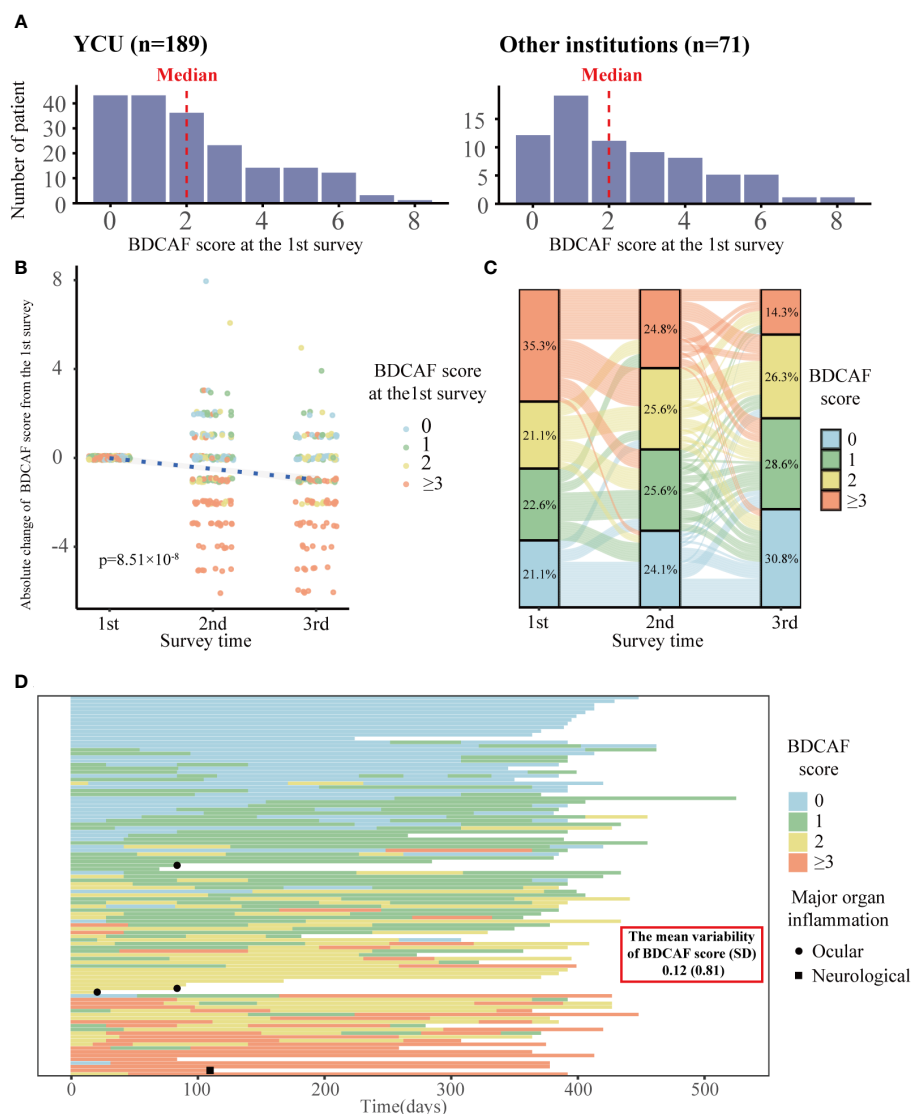 A
YCU (n=189)
Median
Number of patient
40
30
20
10
0
0
2
4
6
8
BDCAF score at the 1st survey
Other institutions (n=71)
Median
15
10
5
0
0
2
4
6
8
BDCAF score at the 1st survey
B
Absolute change of BDCAF score from the 1st survey
8
4
0
-4
p=8.51×10-8
1st
2nd
3rd
Survey time
BDCAF score
at the1st survey
0
1
2
≥3
C
35.3%
21.1%
22.6%
21.1%
24.8%
25.6%
25.6%
24.1%
14.3%
26.3%
28.6%
30.8%
1st
2nd
3rd
Survey time
BDCAF
score
0
1
2
≥3
D
The mean variability
of BDCAF score (SD)
0.12 (0.81)
0
100
200
300
400
500
Time(days)
BDCAF
score
0
1
2
≥3
Major organ
inflammation
Ocular
Neurological